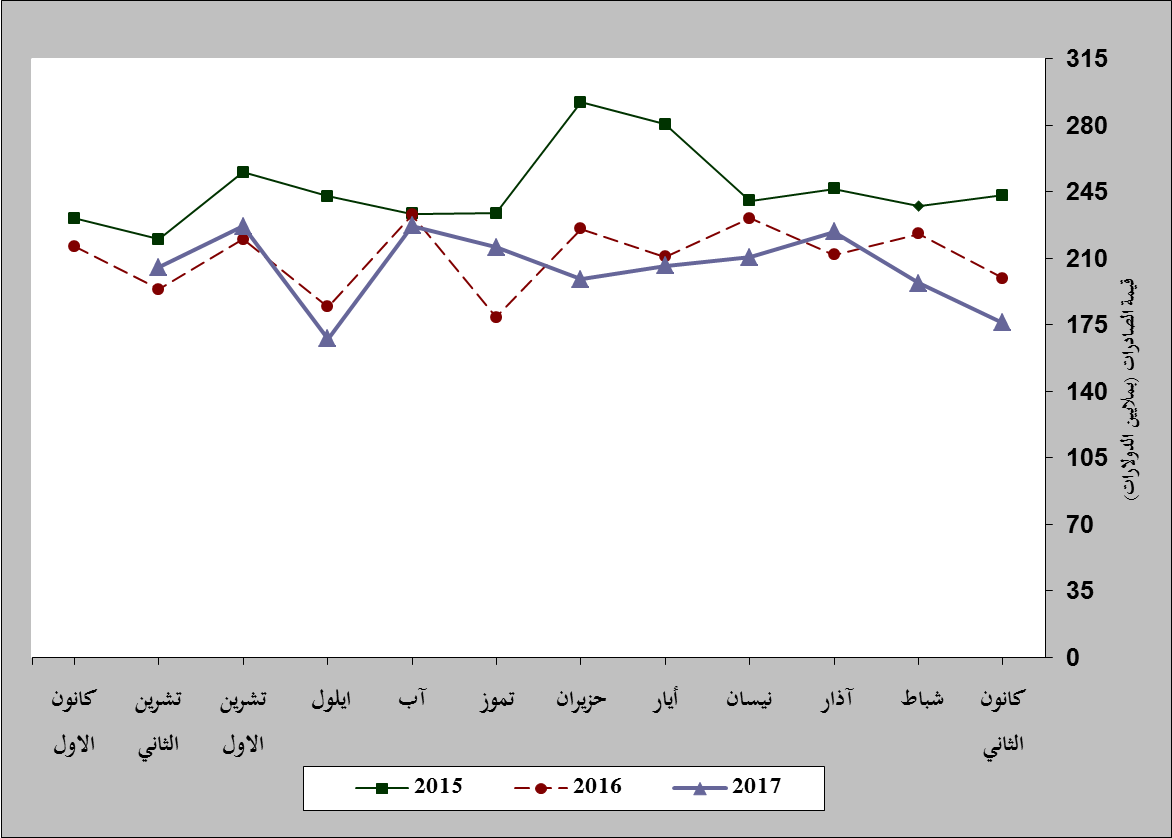 315
280
245
210
175
140
105
70
35
0
قيمة الصادرات (بملايين الدولارات)
كانون الثاني
شباط
آذار
نيسان
أيار
حزيران
تموز
آب
ايلول
تشرين الاول
تشرين الثاني
كانون الاول
2015
2016
2017